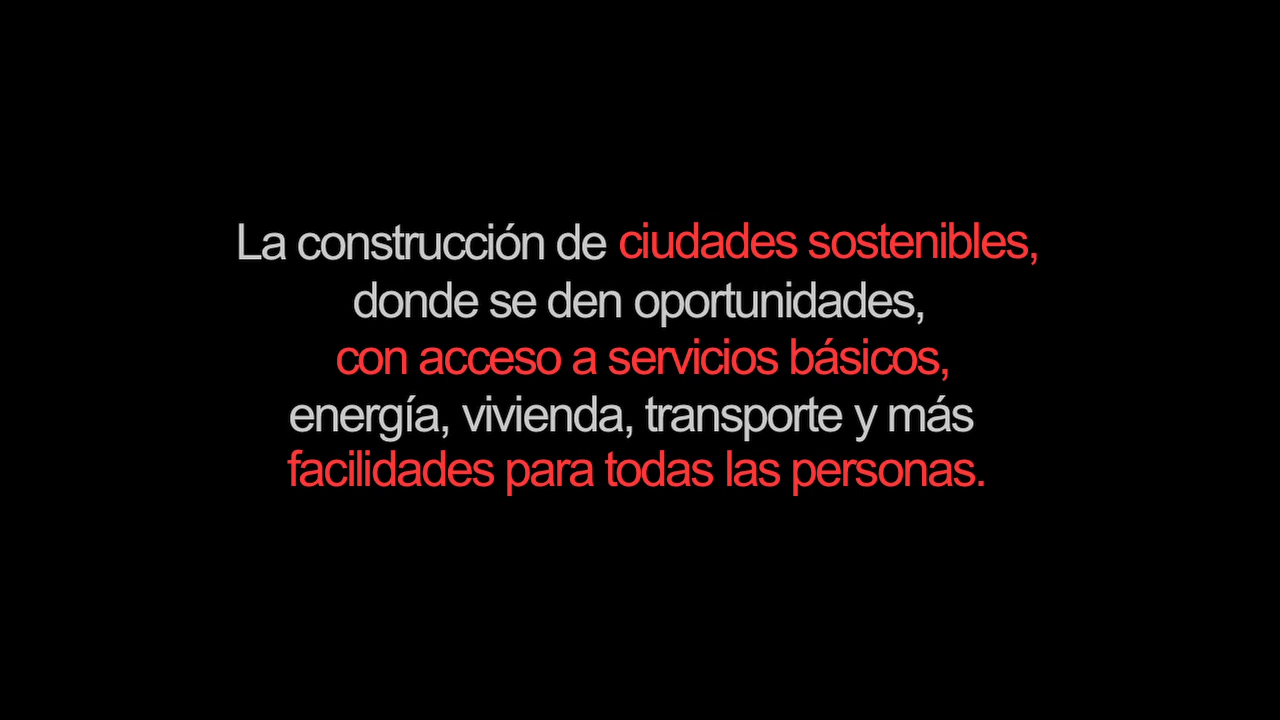 La construcción de ciudades sostenibles,
donde se den oportunidades,
con acceso a servicios básicos,
energía, vivienda, transporte y más
facilidades para todas las personas.